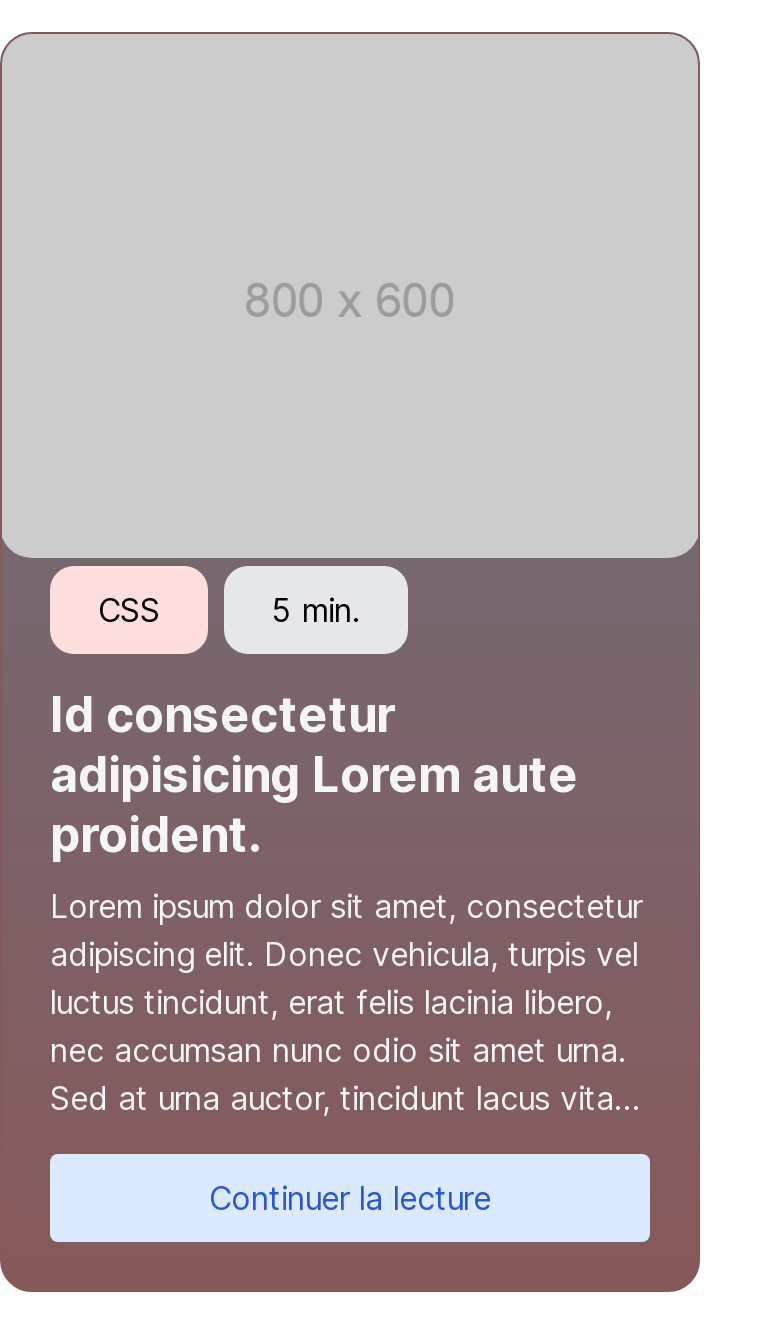 800 x 600
CSS
5 min.
Id consectetur
adipisicing Lorem aute
proident.
Lorem ipsum dolor sit amet, consectetur
adipiscing elit. Donec vehicula, turpis vel
luctus tincidunt, erat felis lacinia libero,
nec accumsan nunc odio sit amet urna.
Sed at urna auctor, tincidunt lacus vita…
Continuer la lecture